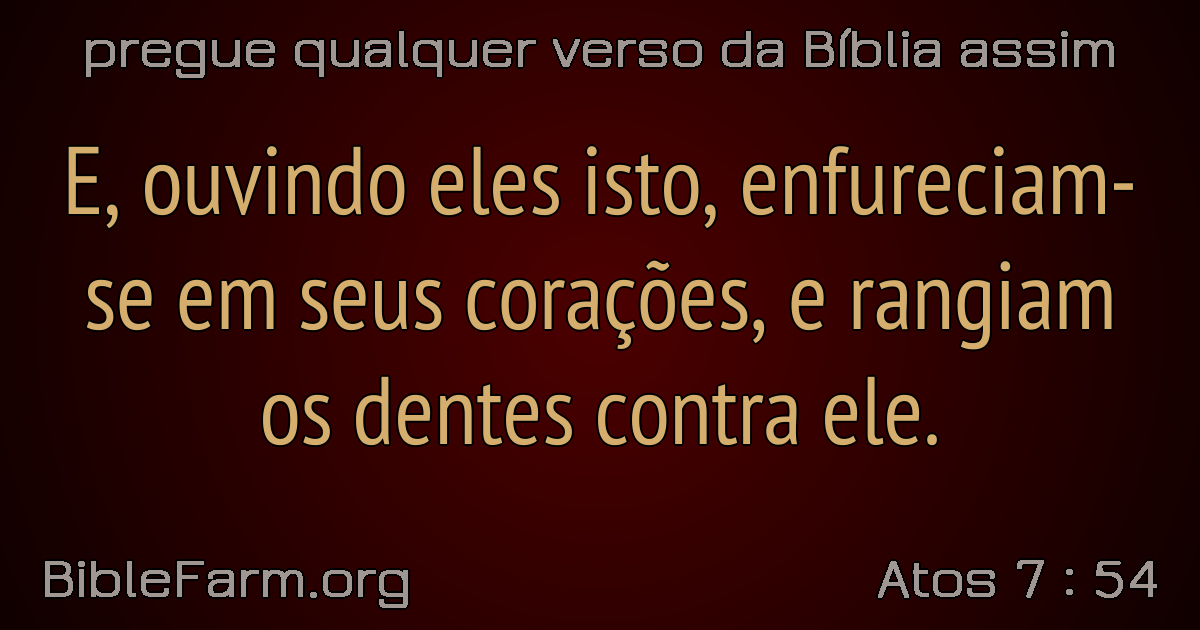 pregue qualquer verso da Bíblia assim
E, ouvindo eles isto, enfureciam-
se em seus corações, e rangiam
os dentes contra ele.
BibleFarm.org
Atos 7 : 54